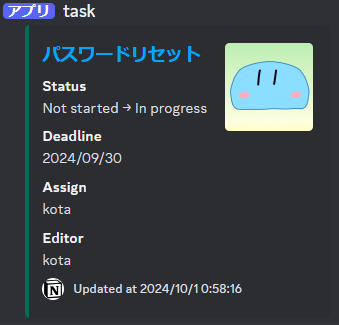 アプリ task
パスワードリセット
Status
Not started → In progress
Deadline
2024/09/30
Assign
kota
Editor
kota
N Updated at 2024/10/1 0:58:16